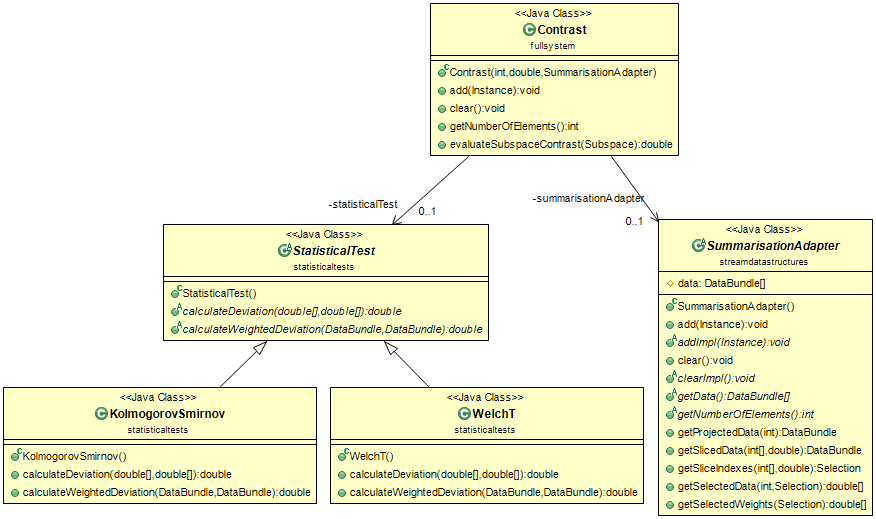 <<Java Class>>
Contrast
fullsystem
Contrast(int,double,SummarisationAdapter)
add(Instance):void
clear():void
getNumberOfElements():int
evaluateSubspaceContrast(Subspace):double
-statisticalTest
0..1
-summarisationAdapter
0..1
<<Java Class>>
StatisticalTest
statisticaltests
StatisticalTest()
calculateDeviation(double[],double[]):double
calculateWeightedDeviation(DataBundle,DataBundle):double
<<Java Class>>
SummarisationAdapter
streamdatastructures
data: DataBundle[]
SummarisationAdapter()
add(Instance):void
addImpl(Instance):void
clear():void
clearImpl():void
getData():DataBundle[]
getNumberOfElements():int
getProjectedData(int):DataBundle
getSlicedData(int[],double):DataBundle
getSliceIndexes(int[],double):Selection
getSelectedData(int,Selection):double[]
getSelectedWeights(Selection):double[]
<<Java Class>>
KolmogorovSmirnov
statisticaltests
KolmogorovSmirnov()
calculateDeviation(double[],double[]):double
calculateWeightedDeviation(DataBundle,DataBundle):double
<<Java Class>>
WelchT
statisticaltests
WelchT()
calculateDeviation(double[],double[]):double
calculateWeightedDeviation(DataBundle,DataBundle):double